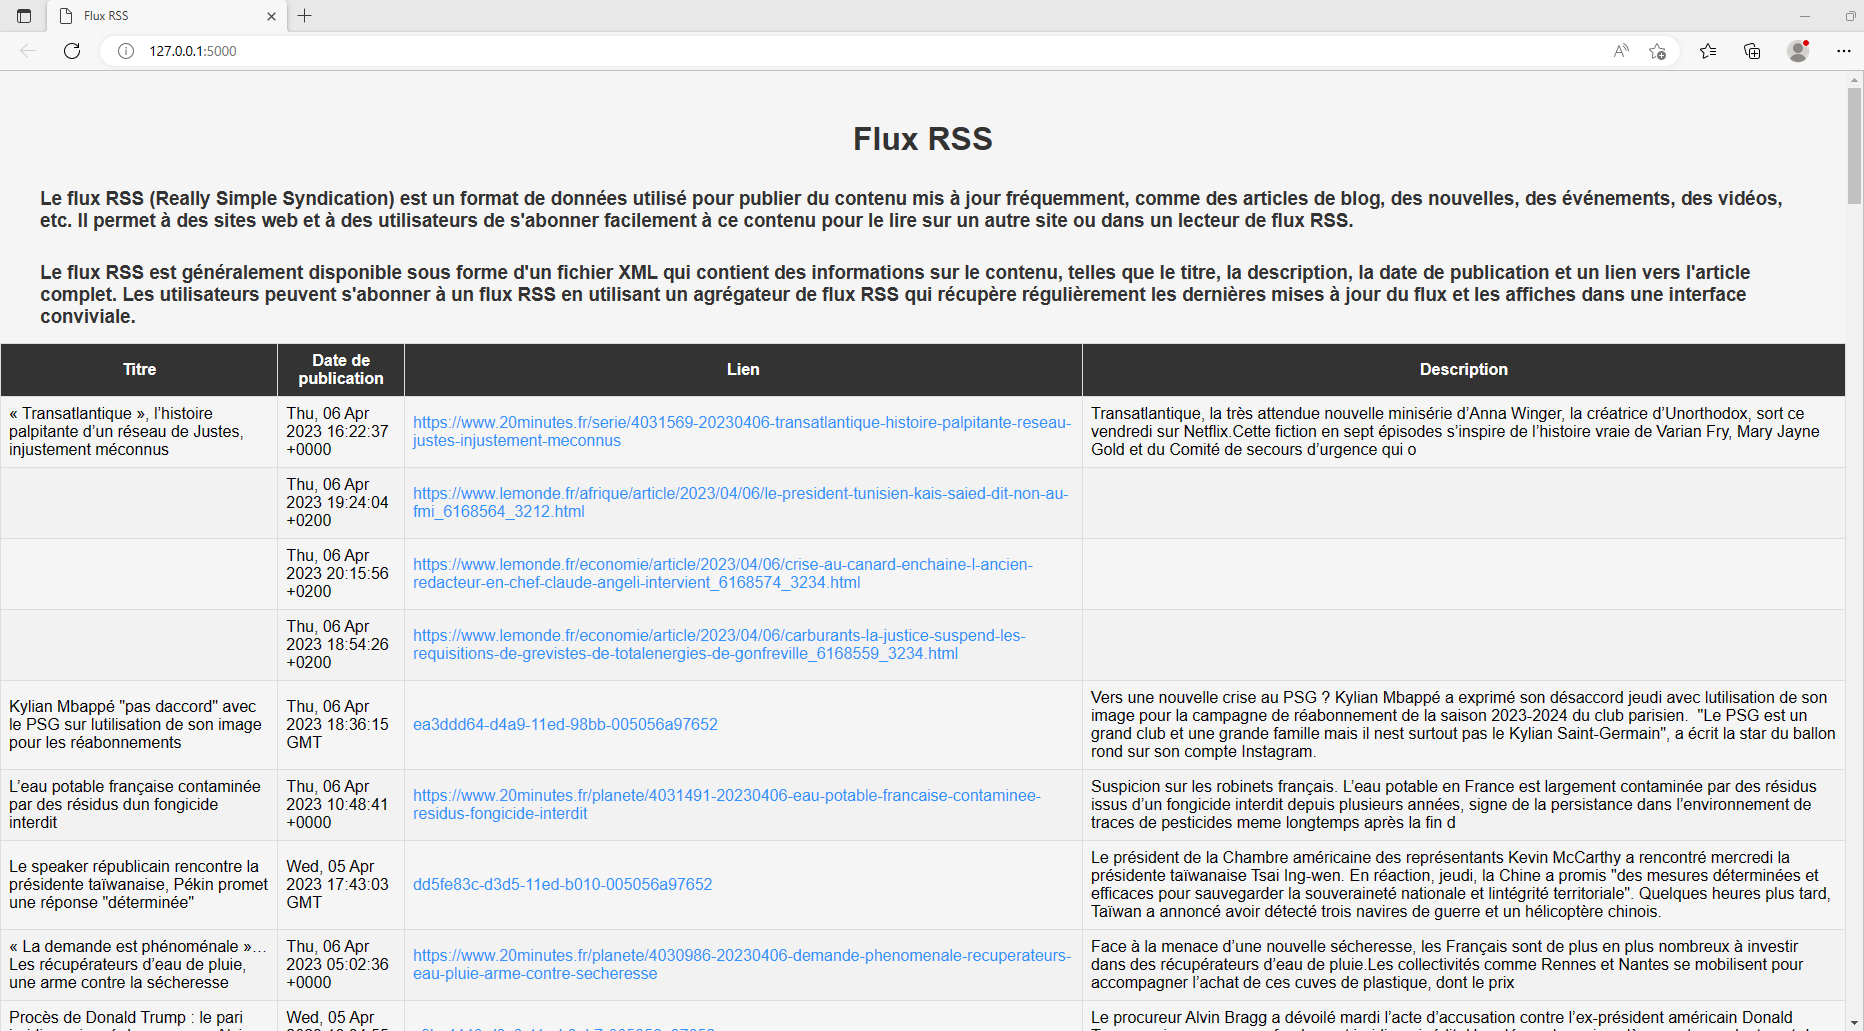 Flux RSS
127.0.0.1:5000
Flux RSS
Le flux RSS (Really Simple Syndication) est un format de données utilisé pour publier du contenu mis à jour fréquemment, comme des articles de blog, des nouvelles, des événements, des vidéos,
etc. Il permet à des sites web et à des utilisateurs de s'abonner facilement à ce contenu pour le lire sur un autre site ou dans un lecteur de flux RSS.
Le flux RSS est généralement disponible sous forme d'un fichier XML qui contient des informations sur le contenu, telles que le titre, la description, la date de publication et un lien vers l'article
complet. Les utilisateurs peuvent s'abonner à un flux RSS en utilisant un agrégateur de flux RSS qui récupère régulièrement les dernières mises à jour du flux et les affiches dans une interface
conviviale.
Titre
Date de
publication
Lien
Description
« Transatlantique », l’histoire
palpitante d’un réseau de Justes,
injustement méconnus
Thu, 06 Apr
2023 16:22:37
+0000
https://www.20minutes.fr/serie/4031569-20230406-transatlantique-histoire-palpitante-reseau-
justes-injustement-meconnus
Transatlantique, la très attendue nouvelle minisérie d’Anna Winger, la créatrice d’Unorthodox, sort ce
vendredi sur Netflix.Cette fiction en sept épisodes s’inspire de l’histoire vraie de Varian Fry, Mary Jayne
Gold et du Comité de secours d’urgence qui o
Thu, 06 Apr
2023 19:24:04
+0200
https://www.lemonde.fr/afrique/article/2023/04/06/le-president-tunisien-kais-saied-dit-non-au-
fmi_6168564_3212.html
Thu, 06 Apr
2023 20:15:56
+0200
https://www.lemonde.fr/economie/article/2023/04/06/crise-au-canard-enchaine-l-ancien-
redacteur-en-chef-claude-angeli-intervient_6168574_3234.html
Thu, 06 Apr
2023 18:54:26
+0200
https://www.lemonde.fr/economie/article/2023/04/06/carburants-la-justice-suspend-les-
requisitions-de-grevistes-de-totalenergies-de-gonfreville_6168559_3234.html
Kylian Mbappé "pas daccord" avec
le PSG sur lutilisation de son image
pour les réabonnements
Thu, 06 Apr
2023 18:36:15
GMT
ea3ddd64-d4a9-11ed-98bb-005056a97652
Vers une nouvelle crise au PSG ? Kylian Mbappé a exprimé son désaccord jeudi avec lutilisation de son
image pour la campagne de réabonnement de la saison 2023-2024 du club parisien.  "Le PSG est un
grand club et une grande famille mais il nest surtout pas le Kylian Saint-Germain", a écrit la star du ballon
rond sur son compte Instagram.
L’eau potable française contaminée
par des résidus dun fongicide
interdit
Thu, 06 Apr
2023 10:48:41
+0000
https://www.20minutes.fr/planete/4031491-20230406-eau-potable-francaise-contaminee-
residus-fongicide-interdit
Suspicion sur les robinets français. L’eau potable en France est largement contaminée par des résidus
issus d’un fongicide interdit depuis plusieurs années, signe de la persistance dans l’environnement de
traces de pesticides meme longtemps après la fin d
Le speaker républicain rencontre la
présidente taïwanaise, Pékin promet
une réponse "déterminée"
Wed, 05 Apr
2023 17:43:03
GMT
dd5fe83c-d3d5-11ed-b010-005056a97652
Le président de la Chambre américaine des représentants Kevin McCarthy a rencontré mercredi la
présidente taïwanaise Tsai Ing-wen. En réaction, jeudi, la Chine a promis "des mesures déterminées et
efficaces pour sauvegarder la souveraineté nationale et lintégrité territoriale". Quelques heures plus tard,
Taïwan a annoncé avoir détecté trois navires de guerre et un hélicoptère chinois.
« La demande est phénoménale »…
Les récupérateurs d’eau de pluie,
une arme contre la sécheresse
Thu, 06 Apr
2023 05:02:36
+0000
https://www.20minutes.fr/planete/4030986-20230406-demande-phenomenale-recuperateurs-
eau-pluie-arme-contre-secheresse
Face à la menace d’une nouvelle sécheresse, les Français sont de plus en plus nombreux à investir
dans des récupérateurs d’eau de pluie.Les collectivités comme Rennes et Nantes se mobilisent pour
accompagner l’achat de ces cuves de plastique, dont le prix
Procès de Donald Trump : le pari
Wed, 05 Apr
Le procureur Alvin Bragg a dévoilé mardi l’acte d’accusation contre l’ex-président américain Donald